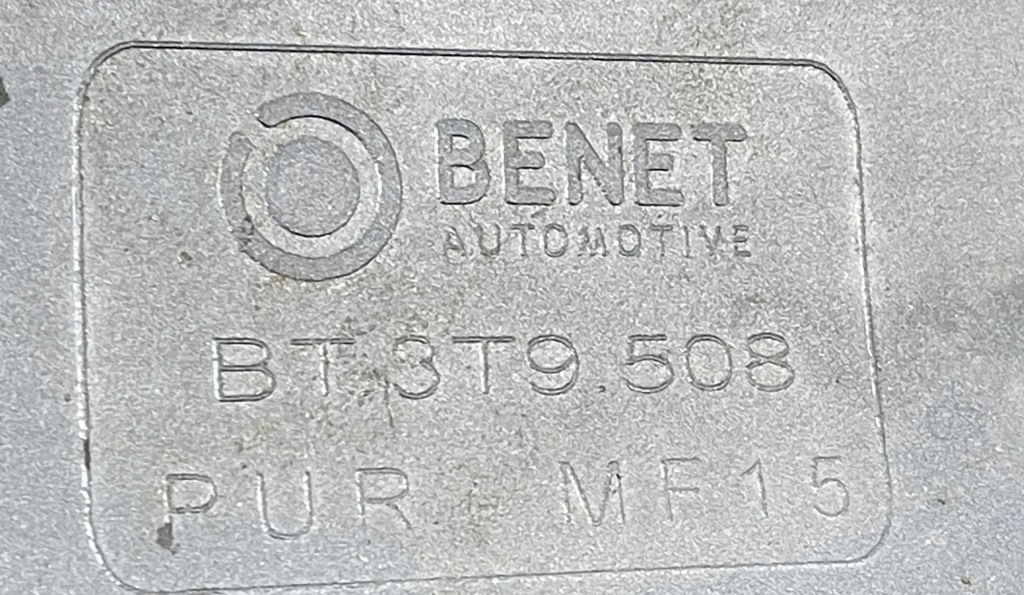 BENET
AUTOMOTIVE
BT.3T9.508
PUR - MF15